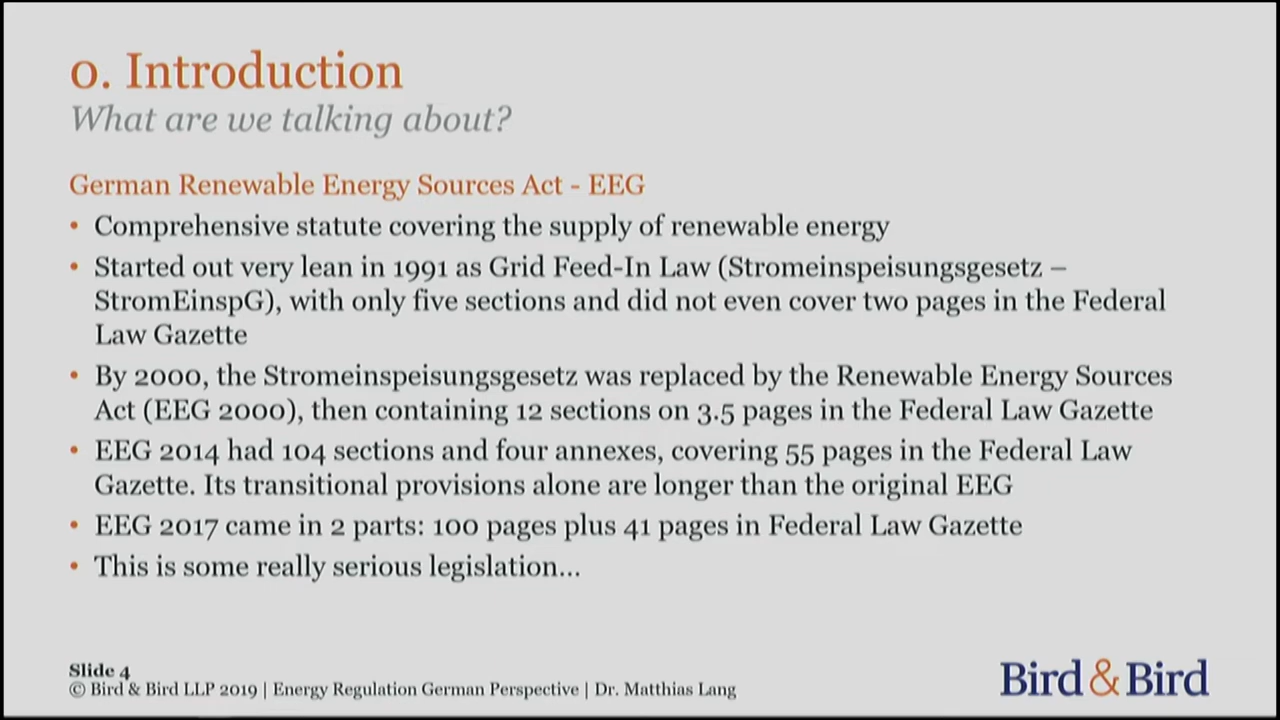 0. Introduction
What are we talking about?
German Renewable Energy Sources Act - EEG
• Comprehensive statute covering the supply of renewable energy
• Started out very lean in 1991 as Grid Feed-In Law (Stromeinspeisungsgesetz –
StromEinspG), with only five sections and did not even cover two pages in the Federal
Law Gazette
• By 2000, the Stromeinspeisungsgesetz was replaced by the Renewable Energy Sources
Act (EEG 2000), then containing 12 sections on 3.5 pages in the Federal Law Gazette
• EEG 2014 had 104 sections and four annexes, covering 55 pages in the Federal Law
Gazette. Its transitional provisions alone are longer than the original EEG
• EEG 2017 came in 2 parts: 100 pages plus 41 pages in Federal Law Gazette
• This is some really serious legislation...
Slide 4
© Bird & Bird LLP 2019 | Energy Regulation German Perspective | Dr. Matthias Lang
Bird & Bird